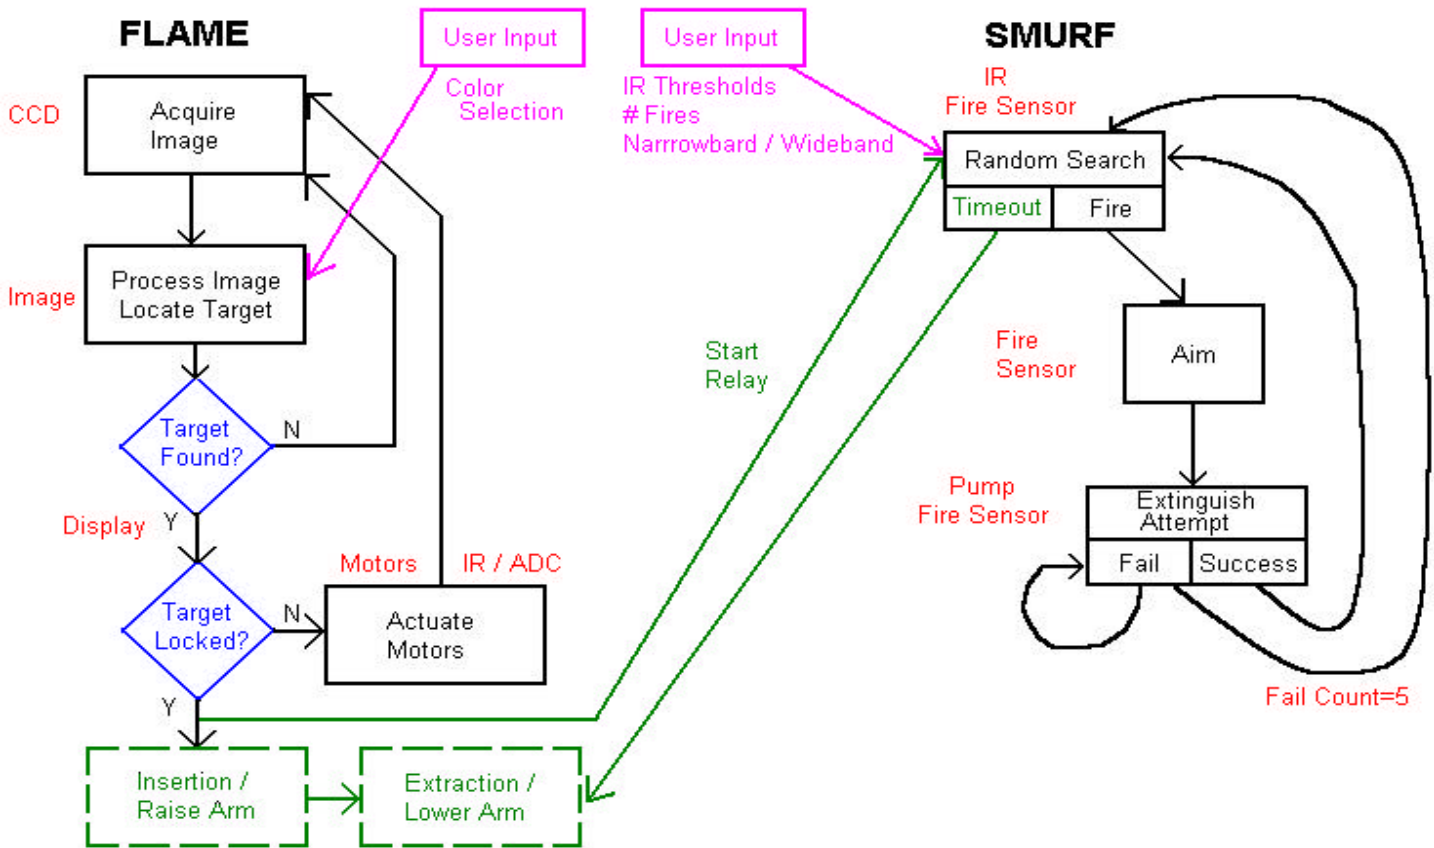 FLAME
User Input
Color
Selection
CCD
Acquire
Image
Image
Process Image
Locate Target
Target
Found?
N
Display
Y
Target
Locked?
N
Motors
IR / ADC
Actuate
Motors
Y
Insertion /
Raise Arm
Extraction /
Lower Arm
Start
Relay
User Input
IR Thresholds
# Fires
Narrrowbard / Wideband
SMURF
IR
Fire Sensor
Random Search
Timeout
Fire
Fire
Sensor
Aim
Pump
Fire Sensor
Extinguish
Attempt
Fail
Success
Fail Count=5